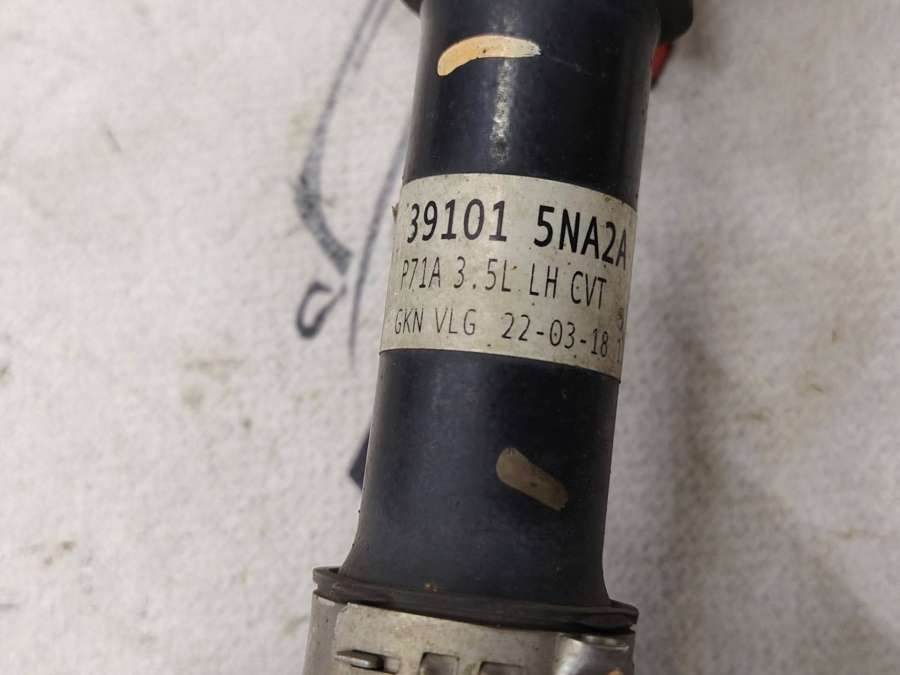 39101 5NA2A
P71A 3.5L LH CVT
GKN VLG 22-03-18